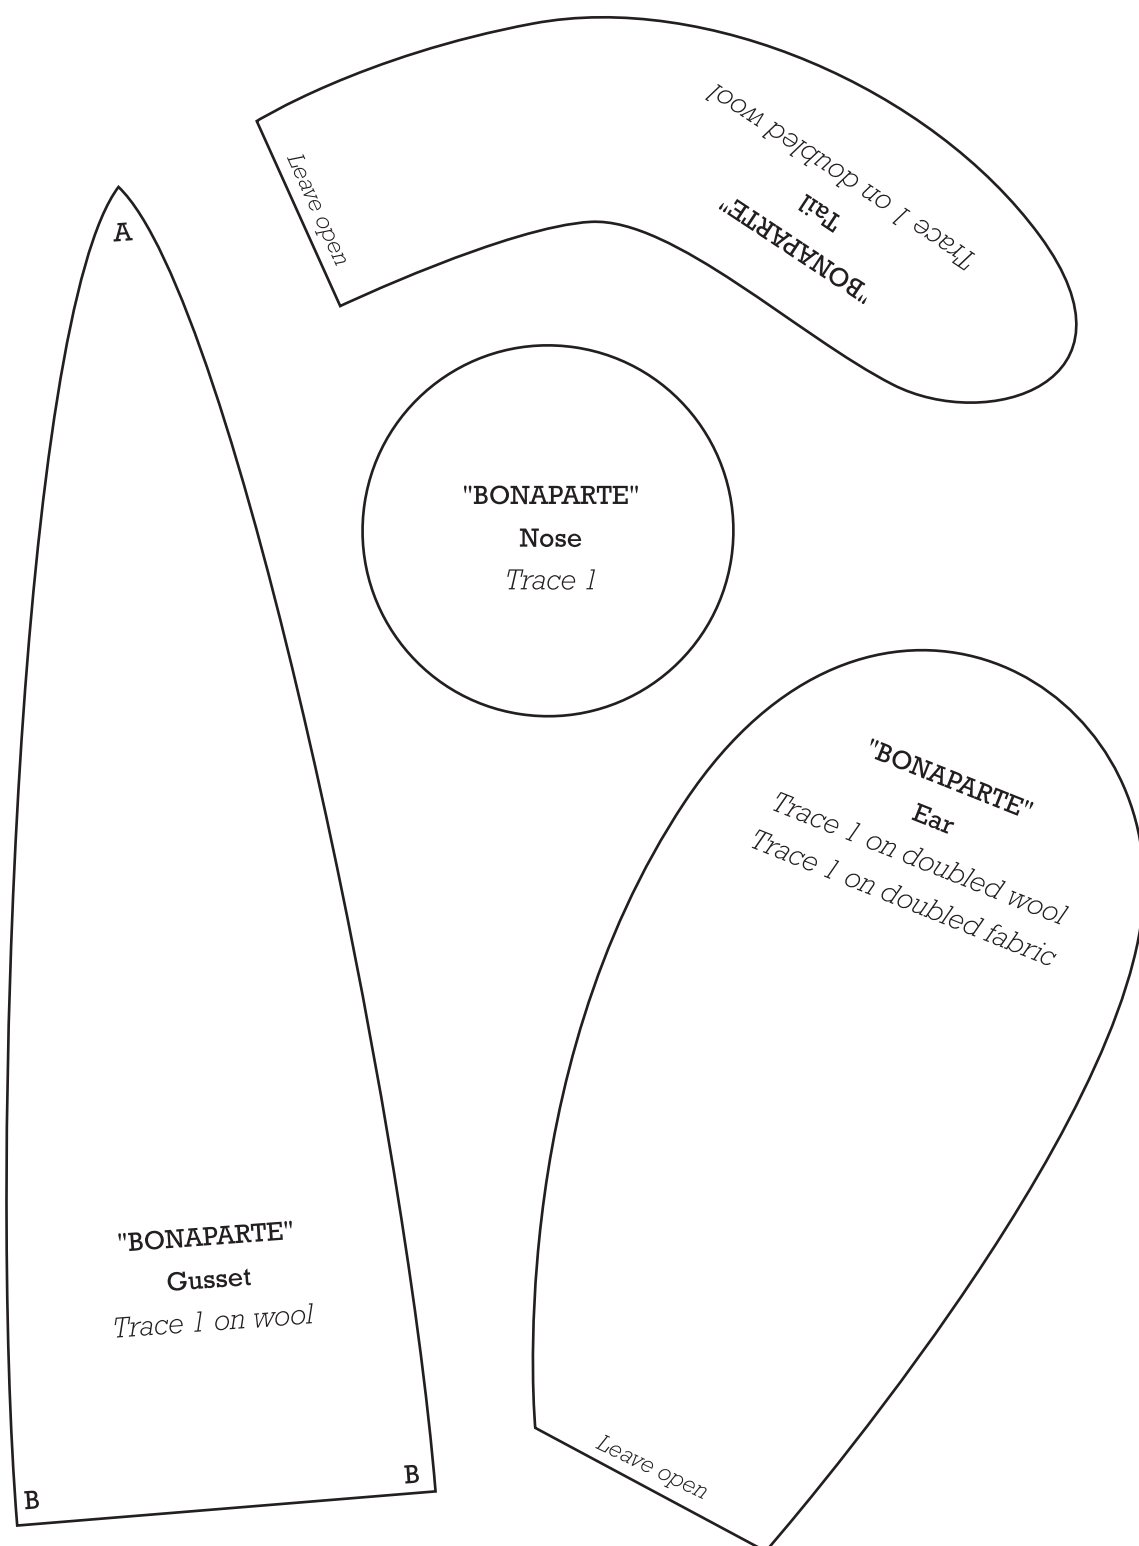 Leave open
"BONAPARTE"
Tail
Trace 1 on doubled wool
A
"BONAPARTE"
Nose
Trace 1
"BONAPARTE"
Ear
Trace 1 on doubled wool
Trace 1 on doubled fabric
Leave open
"BONAPARTE"
Gusset
Trace 1 on wool
B
B